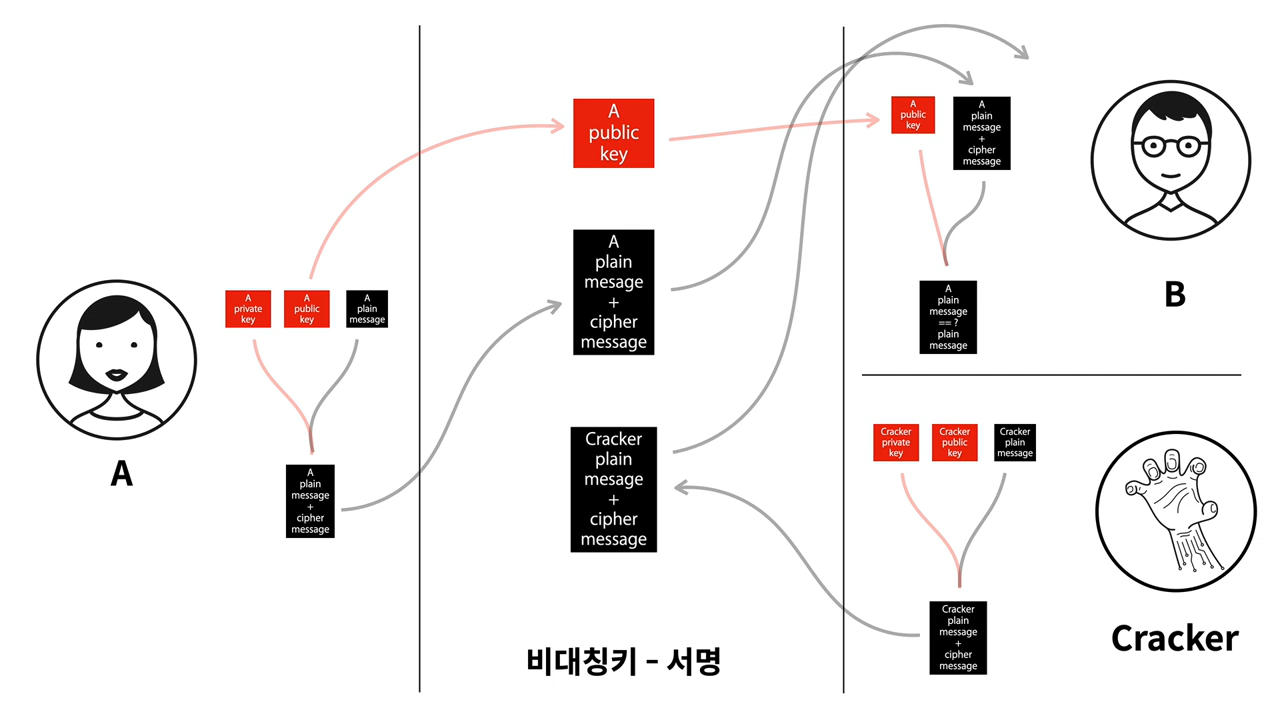 A
private
key
A
public
key
A
plain
message
A
plain
message
+
cipher
message
A
A
public
key
A
plain
mesage
+
cipher
message
Cracker
plain
mesage
+
cipher
message
비대칭키 - 서명
A
public
key
A
plain
message
+
cipher
message
A
plain
message
== ?
plain
message
B
Cracker
private
key
Cracker
public
key
Cracker
plain
message
Cracker
plain
message
+
cipher
message
Cracker